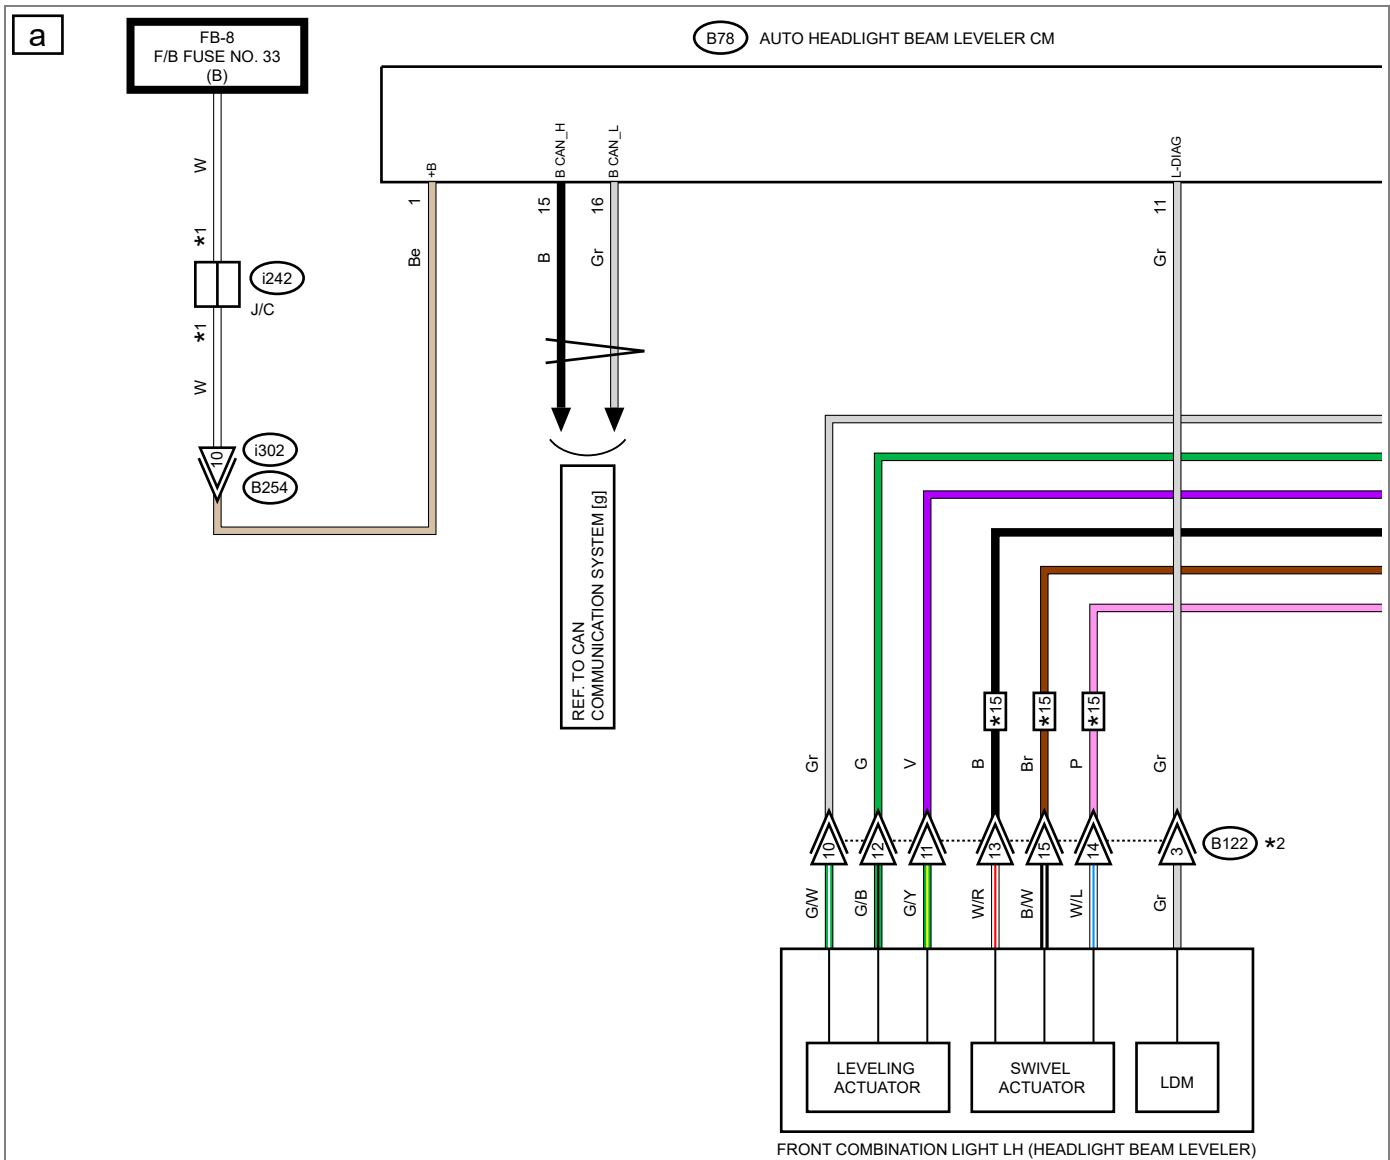 a
FB-8
F/B FUSE NO. 33
(B)
B78 AUTO HEADLIGHT BEAM LEVELER CM
+B
B CAN_H
B CAN_L
L-DIAG
1
15
16
11
W
Be
B
Gr
Gr
*1
i242
J/C
*1
W
10
i302
B254
REF. TO CAN
COMMUNICATION SYSTEM [g]
*15
*15
*15
Gr
G
V
B
Br
P
Gr
10
12
11
13
15
14
3
B122 *2
G/W
G/B
G/Y
W/R
B/W
W/L
Gr
LEVELING
ACTUATOR
SWIVEL
ACTUATOR
LDM
FRONT COMBINATION LIGHT LH (HEADLIGHT BEAM LEVELER)